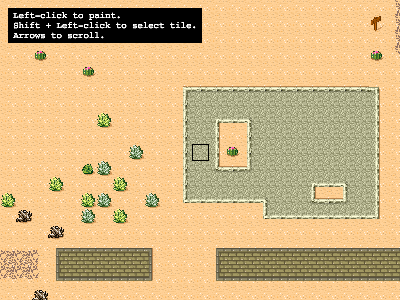 Left-click to paint.
Shift + Left-click to select tile.
Arrows to scroll.